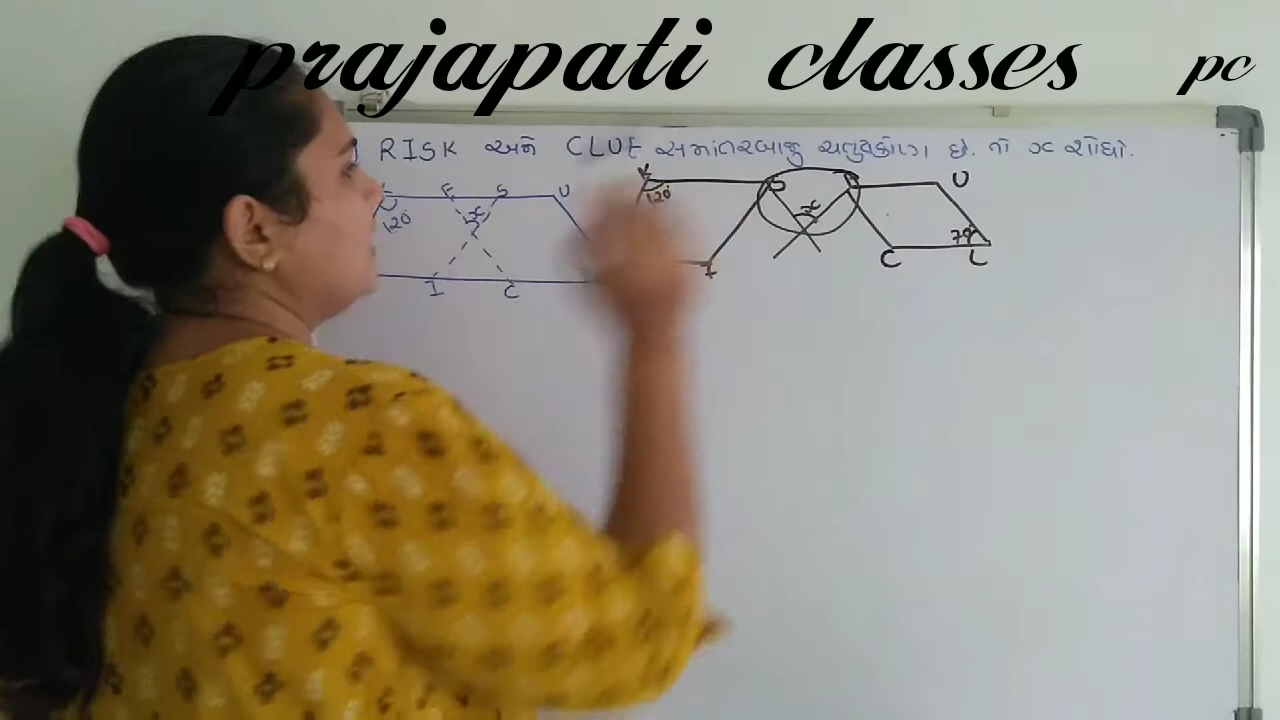 prajapati classes pc
RISK અને CLUE સમાંતરબાજુ ચતુષ્કોણ છે. તો x શોધો.
K E S U K S E U
120° x 120° x 70°
I C I C L